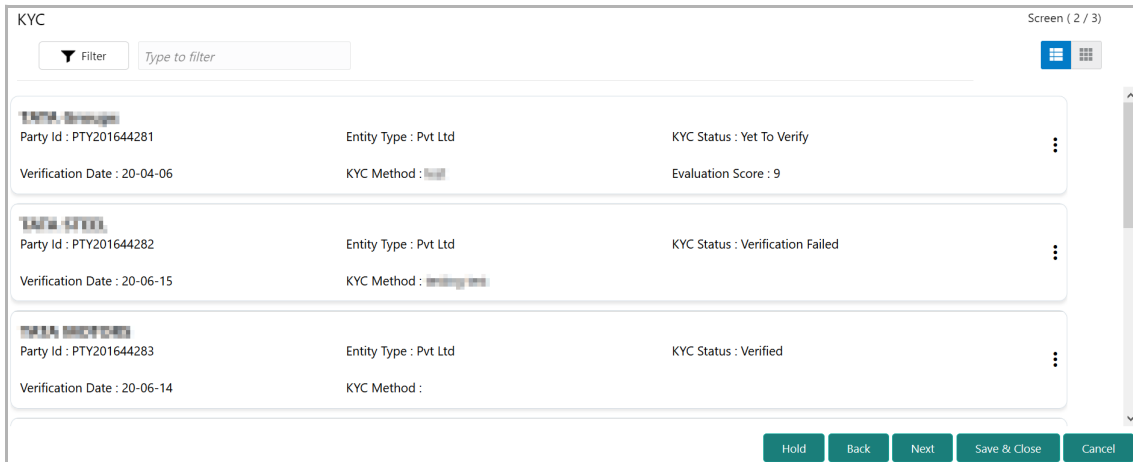 KYC
Screen ( 2 / 3)
Filter
Type to filter
Party Id : PTY201644281
Entity Type : Pvt Ltd
KYC Status : Yet To Verify
Verification Date : 20-04-06
KYC Method :
Evaluation Score : 9
Party Id : PTY201644282
Entity Type : Pvt Ltd
KYC Status : Verification Failed
Verification Date : 20-06-15
KYC Method :
Party Id : PTY201644283
Entity Type : Pvt Ltd
KYC Status : Verified
Verification Date : 20-06-14
KYC Method :
Hold
Back
Next
Save & Close
Cancel